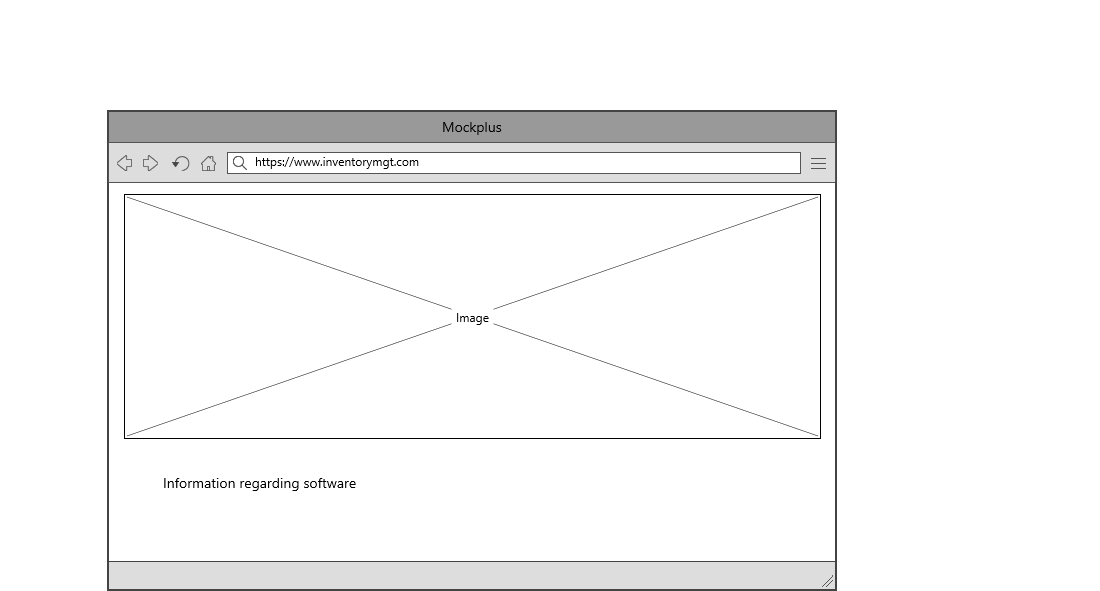 Mockplus
https://www.inventorymgt.com
Image
Information regarding software